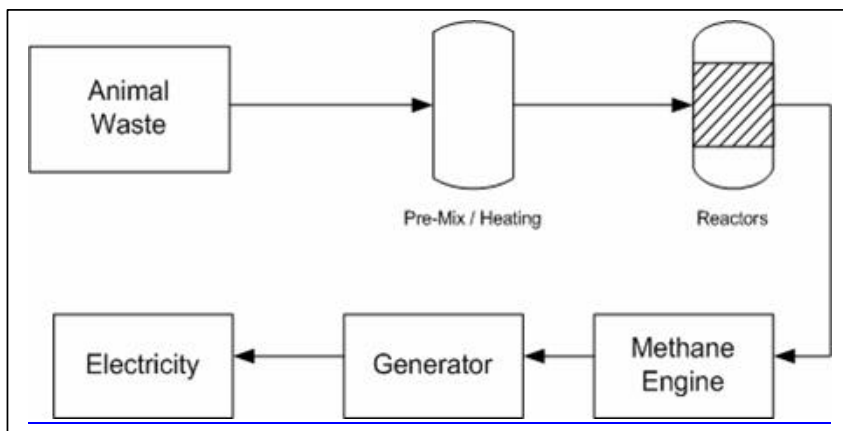 Animal
Waste
Pre-Mix / Heating
Reactors
Electricity
Generator
Methane
Engine